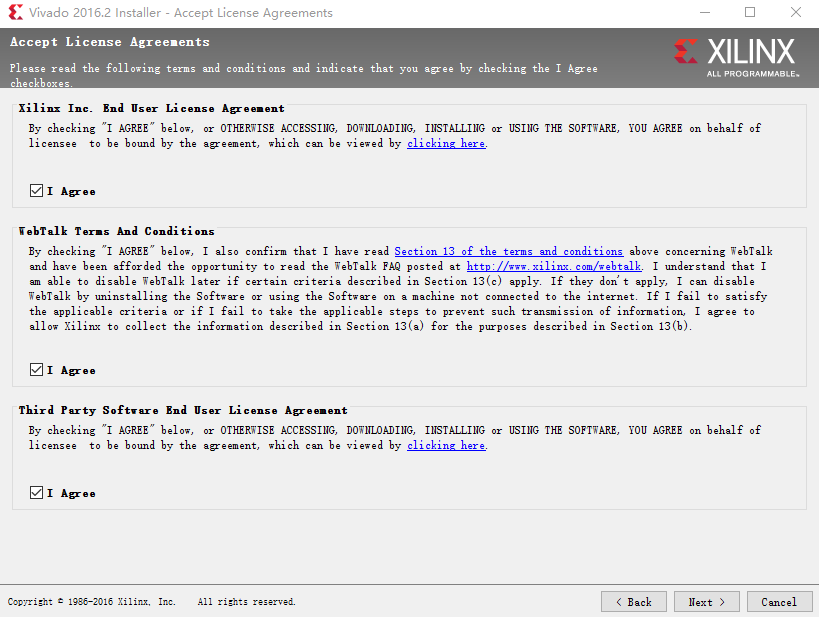 Vivado 2016.2 Installer - Accept License Agreements
Accept License Agreements
Please read the following terms and conditions and indicate that you agree by checking the I Agree
checkboxes.
XILINX
ALL PROGRAMMABLE™
Xilinx Inc. End User License Agreement
By checking "I AGREE" below, or OTHERWISE ACCESSING, DOWNLOADING, INSTALLING or USING THE SOFTWARE, YOU AGREE on behalf of
licensee  to be bound by the agreement, which can be viewed by clicking here.
I Agree
WebTalk Terms And Conditions
By checking "I AGREE" below, I also confirm that I have read Section 13 of the terms and conditions above concerning WebTalk
and have been afforded the opportunity to read the WebTalk FAQ posted at http://www.xilinx.com/webtalk. I understand that I
am able to disable WebTalk later if certain criteria described in Section 13(c) apply. If they don't apply, I can disable
WebTalk by uninstalling the Software or using the Software on a machine not connected to the internet. If I fail to satisfy
the applicable criteria or if I fail to take the applicable steps to prevent such transmission of information, I agree to
allow Xilinx to collect the information described in Section 13(a) for the purposes described in Section 13(b).
I Agree
Third Party Software End User License Agreement
By checking "I AGREE" below, or OTHERWISE ACCESSING, DOWNLOADING, INSTALLING or USING THE SOFTWARE, YOU AGREE on behalf of
licensee  to be bound by the agreement, which can be viewed by clicking here.
I Agree
Copyright © 1986-2016 Xilinx, Inc.    All rights reserved.
< Back
Next >
Cancel